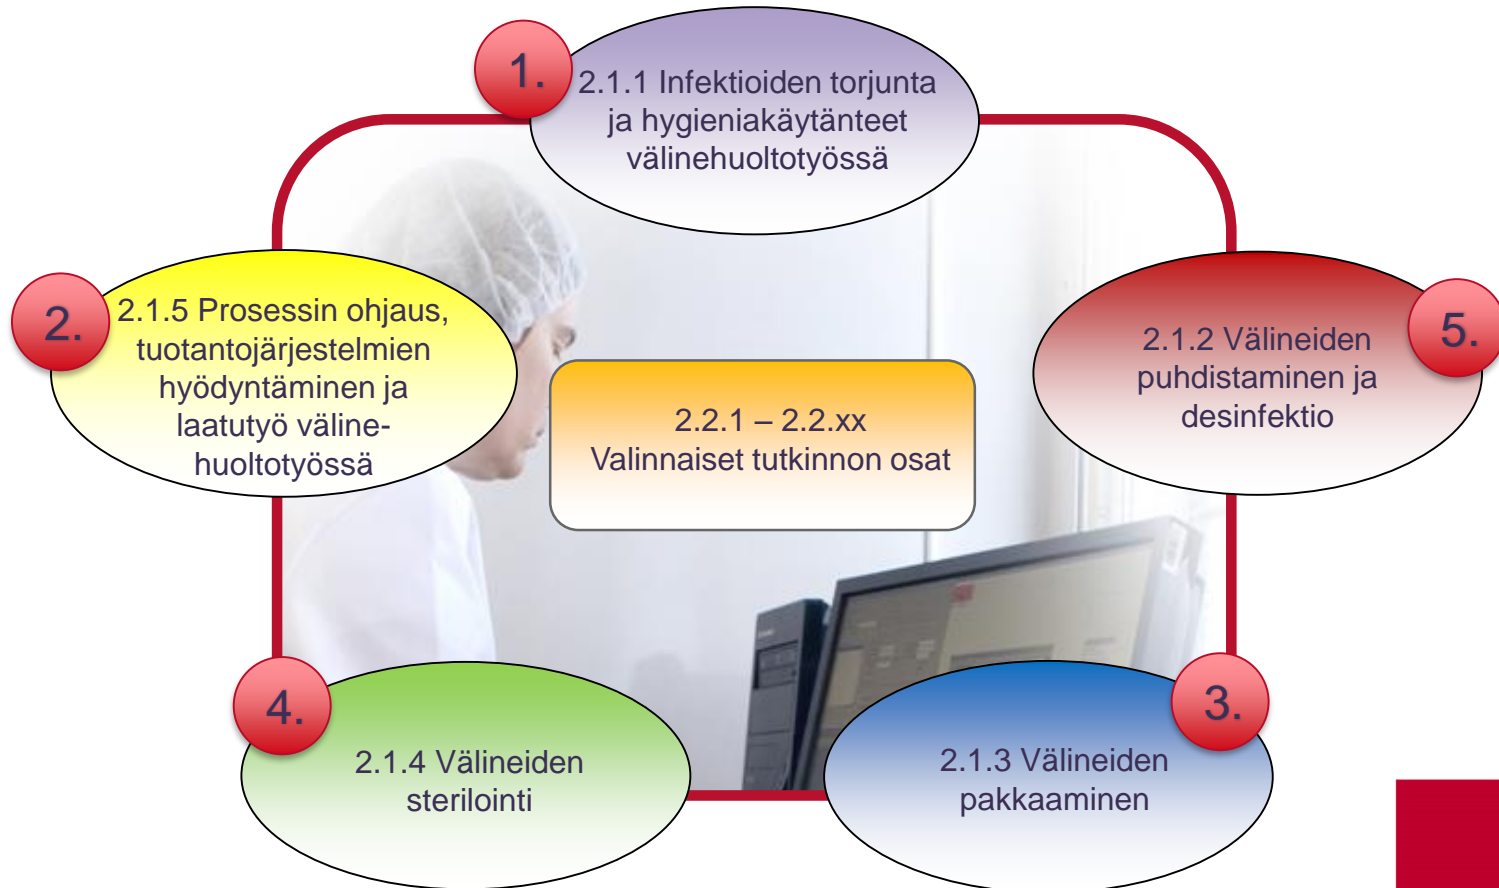 1.
2.1.1 Infektioiden torjunta
ja hygieniakäytänteet
välinehuoltotyössä
2.
2.1.5 Prosessin ohjaus,
tuotantojärjestelmien
hyödyntäminen ja
laatutyö väline-
huoltotyössä
5.
2.1.2 Välineiden
puhdistaminen ja
desinfektio
2.2.1 – 2.2.xx
Valinnaiset tutkinnon osat
4.
2.1.4 Välineiden
sterilointi
3.
2.1.3 Välineiden
pakkaaminen